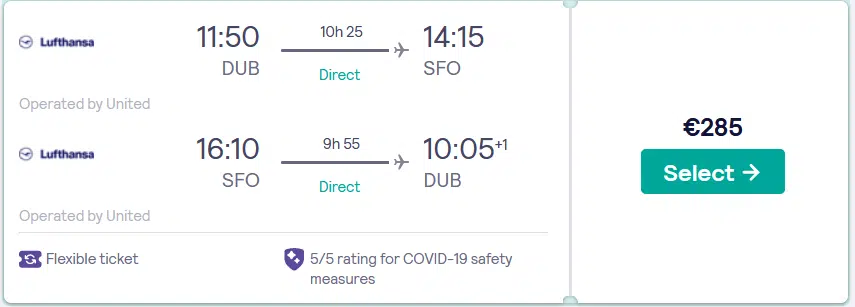 Lufthansa
11:50
10h 25
14:15
DUB
Direct
SFO
Operated by United
Lufthansa
16:10
9h 55
10:05+1
SFO
Direct
DUB
Operated by United
Flexible ticket
5/5 rating for COVID-19 safety
measures
€285
Select →